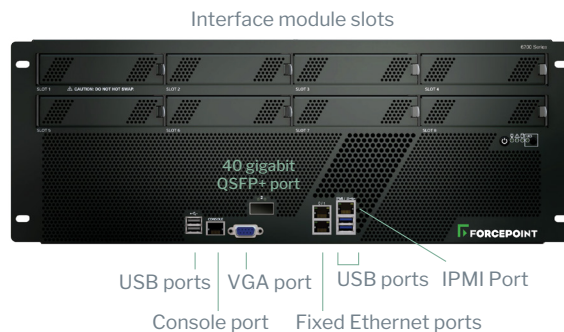 Interface module slots
6700 Series
SLOT 1 CAUTION: DO NOT HOT SWAP. SLOT 2 SLOT 3 SLOT 4
SLOT 5 SLOT 6 SLOT 7 SLOT 8
40 gigabit
QSFP+ port
CONSOLE
FORCEPOINT
USB ports VGA port USB ports IPMI Port
Console port Fixed Ethernet ports